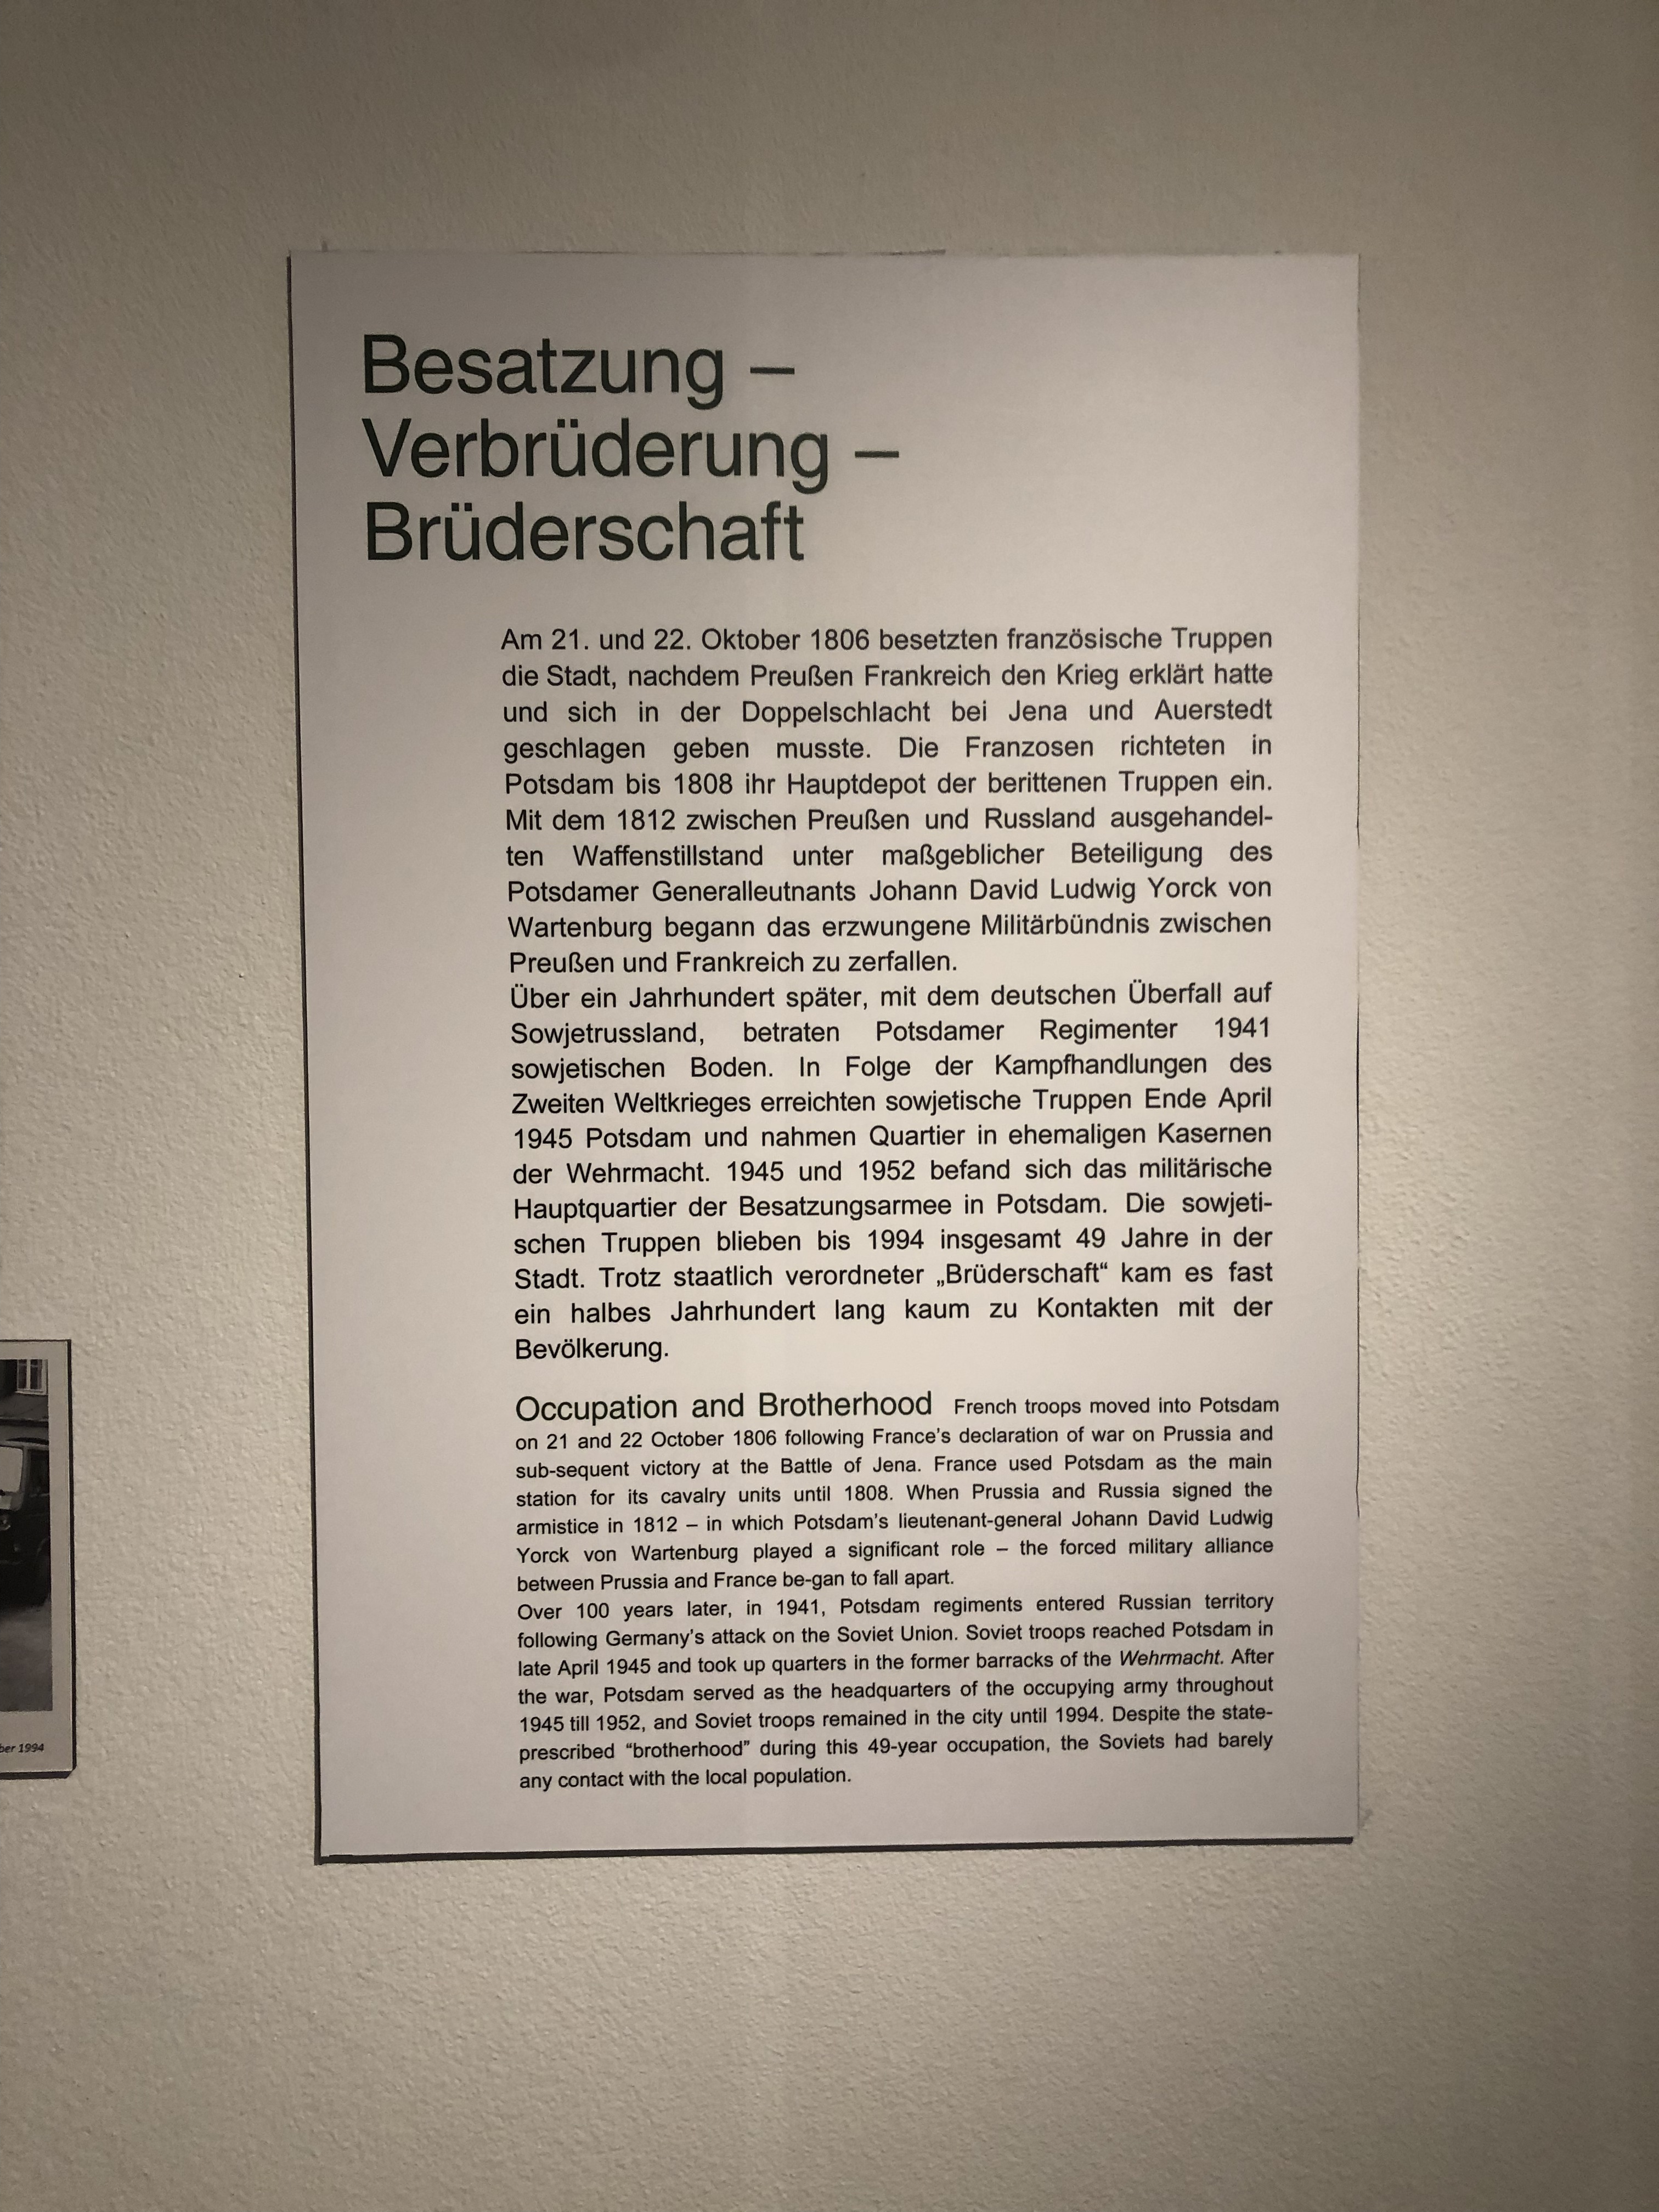 Besatzung –
Verbrüderung –
Brüderschaft
Am 21. und 22. Oktober 1806 besetzten französische Truppen
die Stadt, nachdem Preußen Frankreich den Krieg erklärt hatte
und sich in der Doppelschlacht bei Jena und Auerstedt
geschlagen geben musste. Die Franzosen richteten in
Potsdam bis 1808 ihr Hauptdepot der berittenen Truppen ein.
Mit dem 1812 zwischen Preußen und Russland ausgehandel-
ten Waffenstillstand unter maßgeblicher Beteiligung des
Potsdamer Generalleutnants Johann David Ludwig Yorck von
Wartenburg begann das erzwungene Militärbündnis zwischen
Preußen und Frankreich zu zerfallen.
Über ein Jahrhundert später, mit dem deutschen Überfall auf
Sowjetrussland, betraten Potsdamer Regimenter 1941
sowjetischen Boden. In Folge der Kampfhandlungen des
Zweiten Weltkrieges erreichten sowjetische Truppen Ende April
1945 Potsdam und nahmen Quartier in ehemaligen Kasernen
der Wehrmacht. 1945 und 1952 befand sich das militärische
Hauptquartier der Besatzungsarmee in Potsdam. Die sowjeti-
schen Truppen blieben bis 1994 insgesamt 49 Jahre in der
Stadt. Trotz staatlich verordneter „Brüderschaft“ kam es fast
ein halbes Jahrhundert lang kaum zu Kontakten mit der
Bevölkerung.
Occupation and Brotherhood French troops moved into Potsdam
on 21 and 22 October 1806 following France’s declaration of war on Prussia and
sub-sequent victory at the Battle of Jena. France used Potsdam as the main
station for its cavalry units until 1808. When Prussia and Russia signed the
armistice in 1812 – in which Potsdam’s lieutenant-general Johann David Ludwig
Yorck von Wartenburg played a significant role – the forced military alliance
between Prussia and France be-gan to fall apart.
Over 100 years later, in 1941, Potsdam regiments entered Russian territory
following Germany’s attack on the Soviet Union. Soviet troops reached Potsdam in
late April 1945 and took up quarters in the former barracks of the Wehrmacht. After
the war, Potsdam served as the headquarters of the occupying army throughout
1945 till 1952, and Soviet troops remained in the city until 1994. Despite the state-
prescribed “brotherhood” during this 49-year occupation, the Soviets had barely
any contact with the local population.
1994